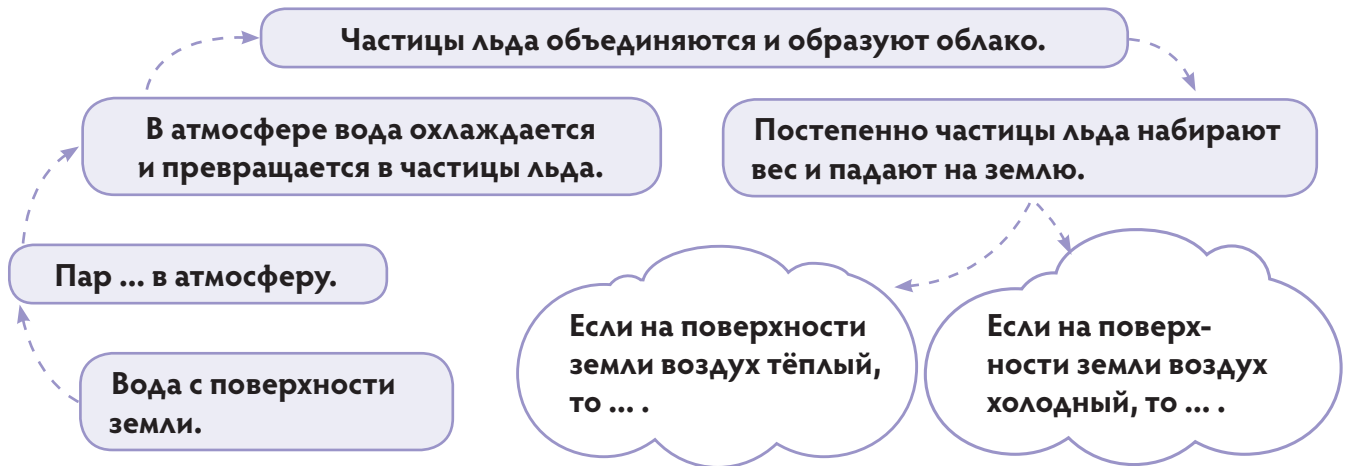 Частицы льда объединяются и образуют облако.
В атмосфере вода охлаждается
и превращается в частицы льда.
Постепенно частицы льда набирают
вес и падают на землю.
Пар ... в атмосферу.
Вода с поверхности
земли.
Если на поверхности
земли воздух тёплый,
то ... .
Если на поверх-
ности земли воздух
холодный, то ... .